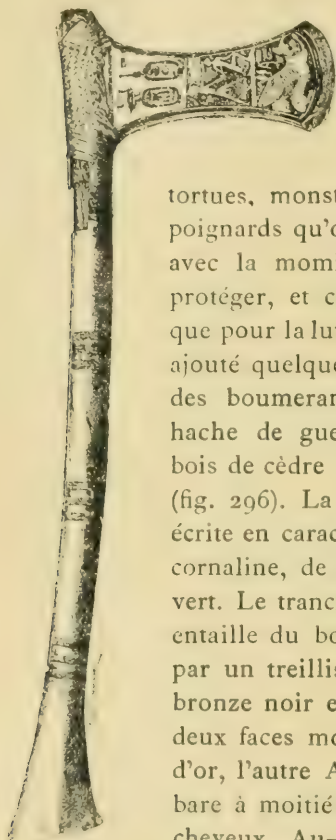 tortues, monst
poignards qu'o
avec la mom
protéger, et c
que pour la lu
ajouté quelque
des boumeran
hache de gue
bois de cèdre
(fig. 296). La
écrite en carac
cornaline, de
vert. Le tranc
entaille du bo
par un treillis
bronze noir e
deux faces mo
d'or, l'autre A
bare à moitié
cheveux. Au-